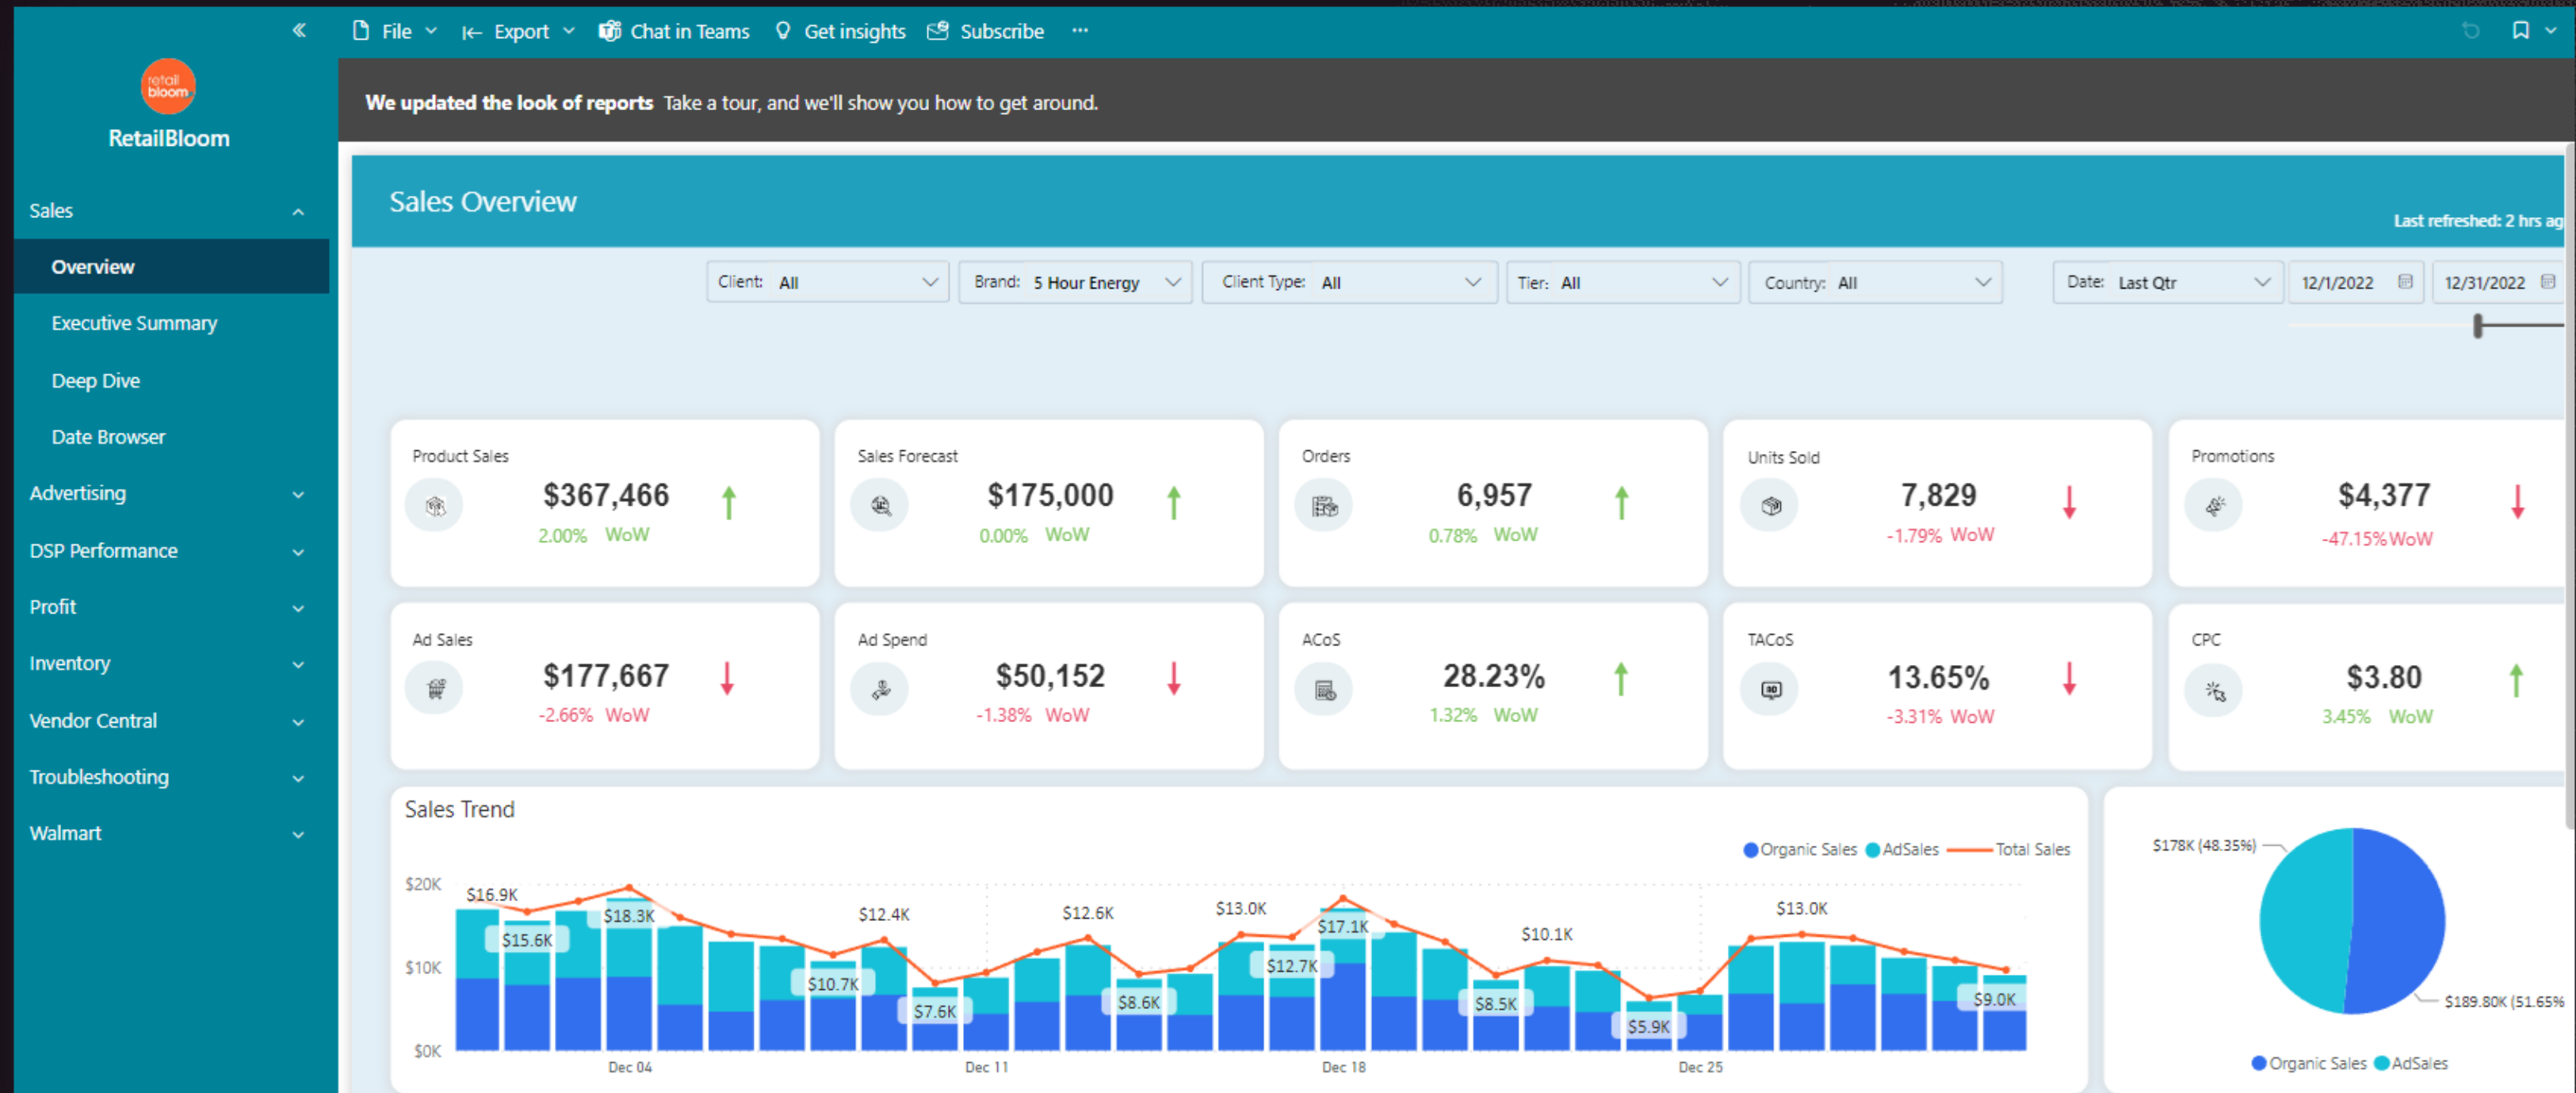 File Export Chat in Teams Get insights Subscribe ...
retail
bloom
RetailBloom
Sales
Overview
Executive Summary
Deep Dive
Date Browser
Advertising
DSP Performance
Profit
Inventory
Vendor Central
Troubleshooting
Walmart
We updated the look of reports Take a tour, and we'll show you how to get around.
Sales Overview
Last refreshed: 2 hrs ag
Client: All Brand: 5 Hour Energy Client Type: All Tier: All Country: All Date: Last Qtr 12/1/2022 12/31/2022
Product Sales
$367,466
2.00% WoW
Sales Forecast
$175,000
0.00% WoW
Orders
6,957
0.78% WoW
Units Sold
7,829
-1.79% WoW
Promotions
$4,377
-47.15% WoW
Ad Sales
$177,667
-2.66% WoW
Ad Spend
$50,152
-1.38% WoW
ACoS
28.23%
1.32% WoW
TACoS
13.65%
-3.31% WoW
CPC
$3.80
3.45% WoW
Sales Trend
Organic Sales AdSales Total Sales
$20K
$10K
$0K
$16.9K
$15.6K
$18.3K
$10.7K
$12.4K
$7.6K
$12.6K
$8.6K
$13.0K
$12.7K
$17.1K
$8.5K
$10.1K
$5.9K
$13.0K
$9.0K
Dec 04 Dec 11 Dec 18 Dec 25
$178K (48.35%)
$189.80K (51.65%
Organic Sales AdSales